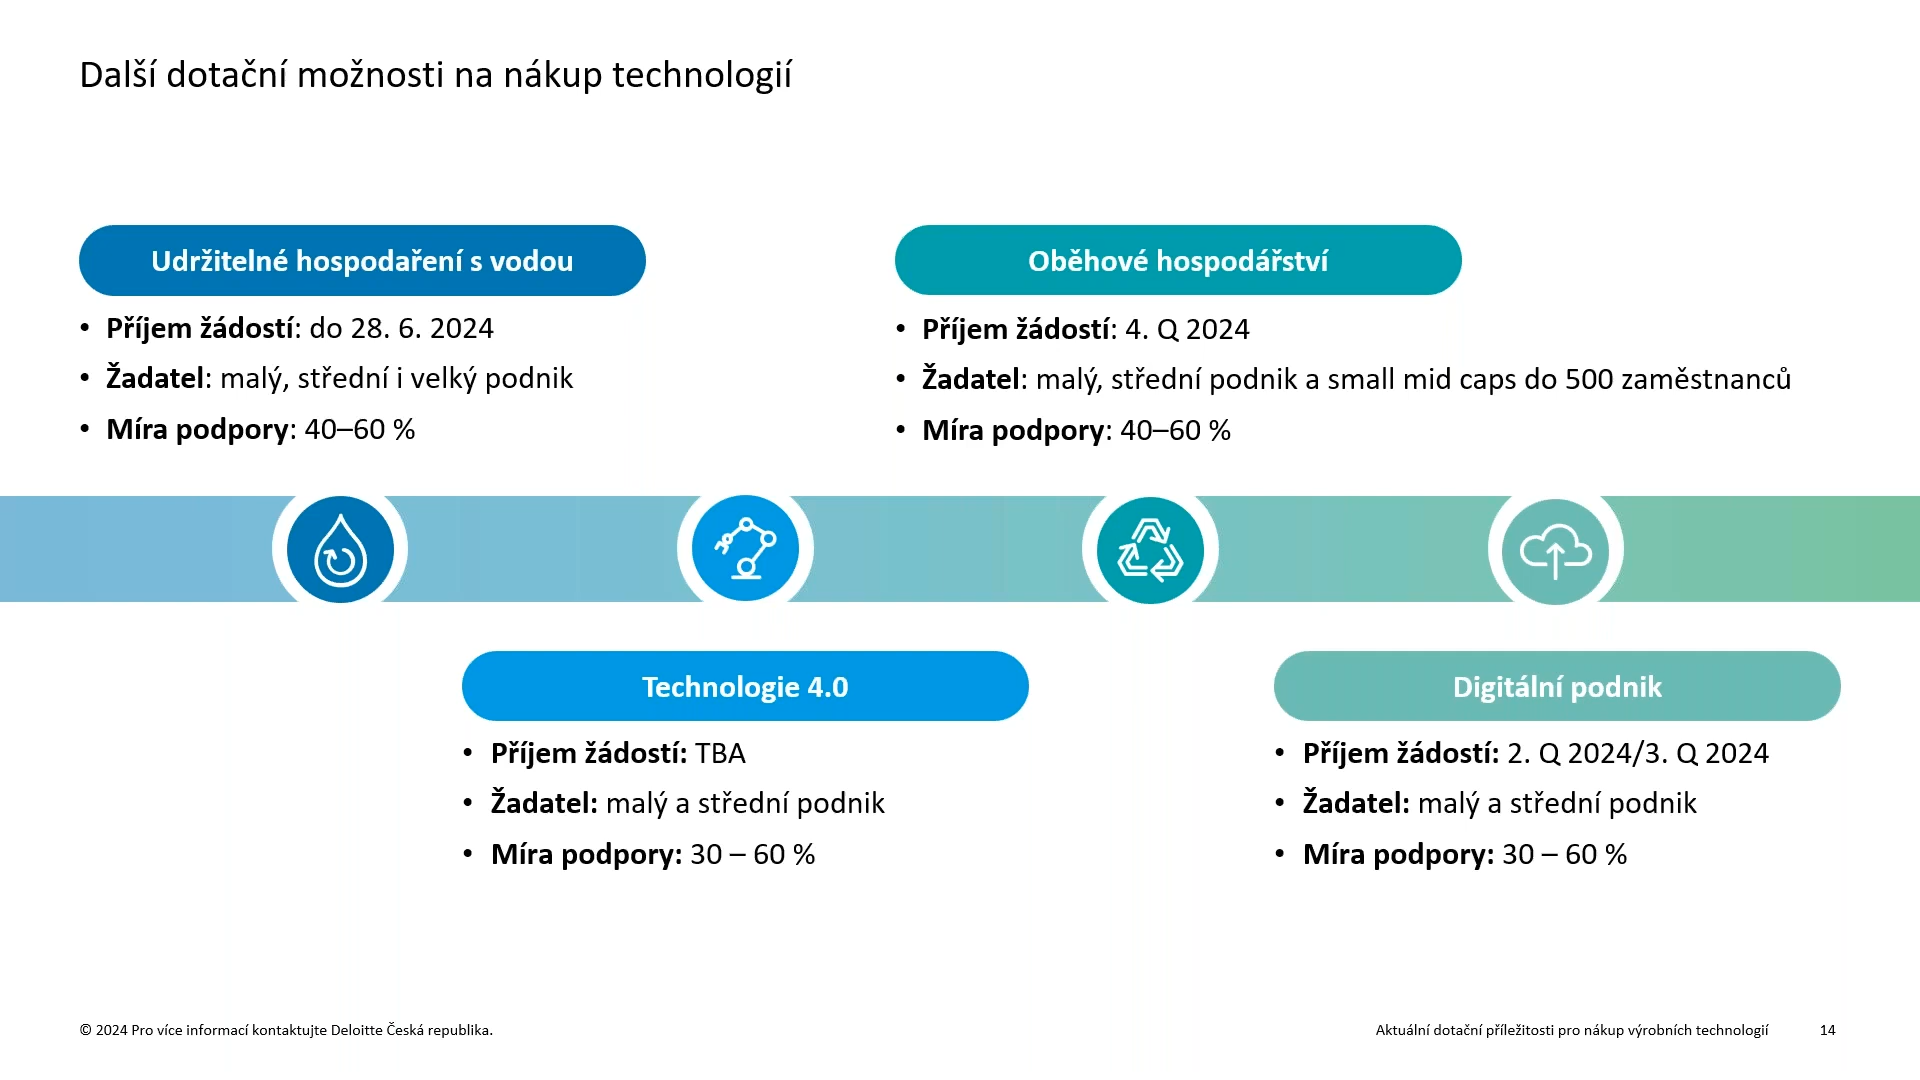 Další dotační možnosti na nákup technologií
Udržitelné hospodaření s vodou
• Příjem žádostí: do 28. 6. 2024
• Žadatel: malý, střední i velký podnik
• Míra podpory: 40–60 %
Oběhové hospodářství
• Příjem žádostí: 4. Q 2024
• Žadatel: malý, střední podnik a small mid caps do 500 zaměstnanců
• Míra podpory: 40–60 %
Technologie 4.0
• Příjem žádostí: TBA
• Žadatel: malý a střední podnik
• Míra podpory: 30 – 60 %
Digitální podnik
• Příjem žádostí: 2. Q 2024/3. Q 2024
• Žadatel: malý a střední podnik
• Míra podpory: 30 – 60 %
© 2024 Pro více informací kontaktujte Deloitte Česká republika.
Aktuální dotační příležitosti pro nákup výrobních technologií 14